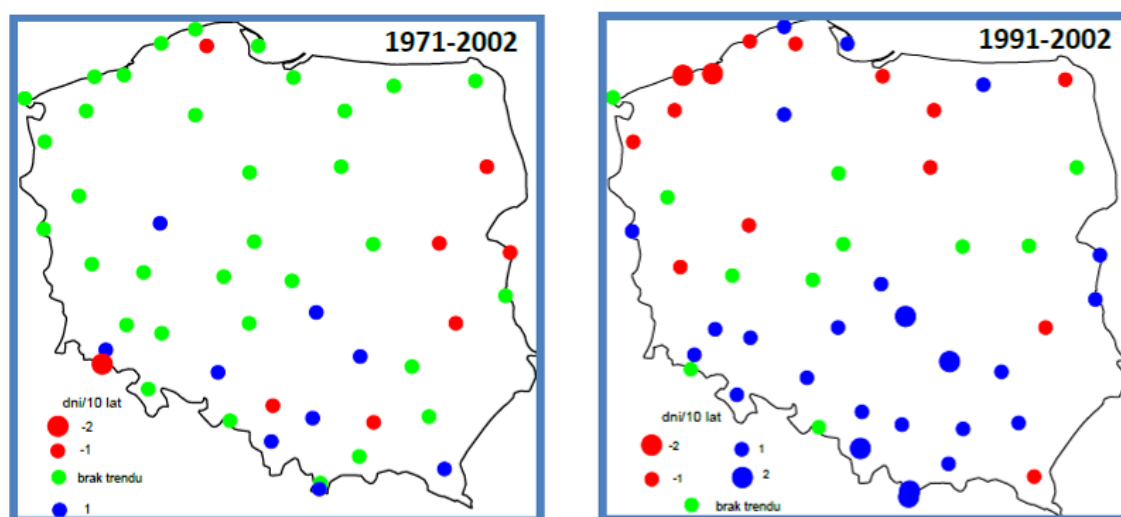 1971-2002
dni/10 lat
-2
-1
brak trendu
1
1991-2002
dni/10 lat
-2
1
-1
2
brak trendu